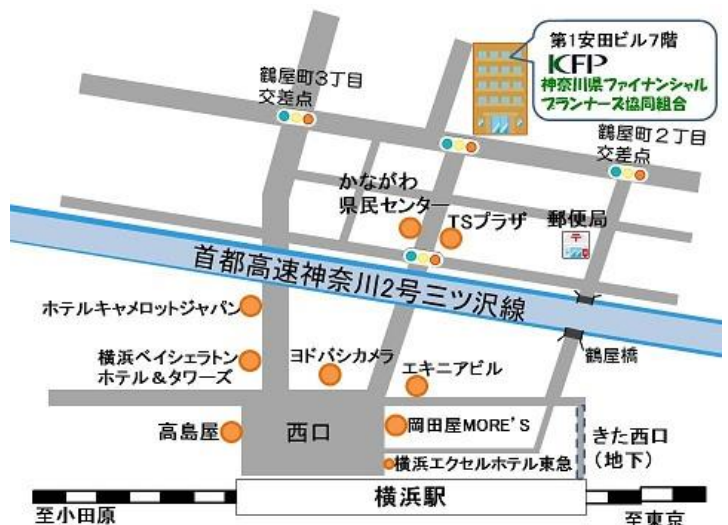 第1安田ビル7階
KFP
神奈川県ファイナンシャル
プランナーズ協同組合
鶴屋町3丁目
交差点
鶴屋町2丁目
交差点
かながわ
県民センター
TSプラザ
郵便局
〒
首都高速神奈川2号三ツ沢線
ホテルキャメロットジャパン
鶴屋橋
横浜ベイシェラトン
ホテル&タワーズ
ヨドバシカメラ
エキニアビル
高島屋
西口
岡田屋MORE'S
きた西口
(地下)
横浜エクセルホテル東急
横浜駅
至小田原
至東京